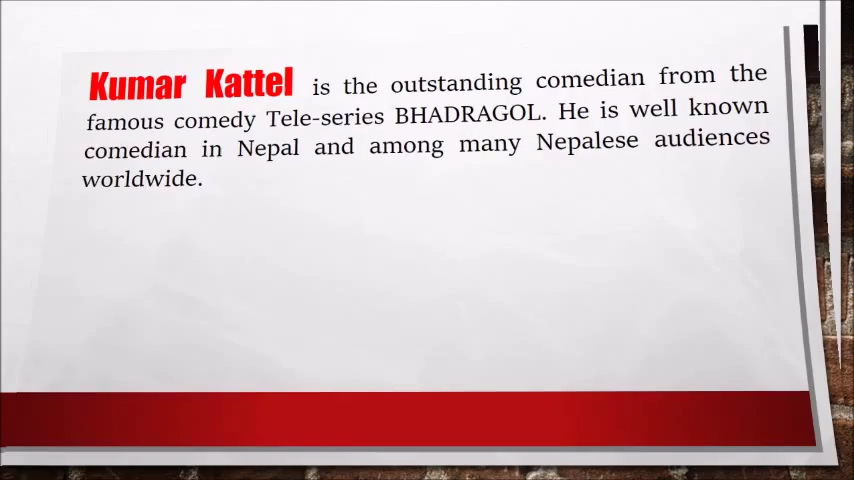 Kumar Kattel is the outstanding comedian from the
famous comedy Tele-series BHADRAGOL. He is well known
comedian in Nepal and among many Nepalese audiences
worldwide.